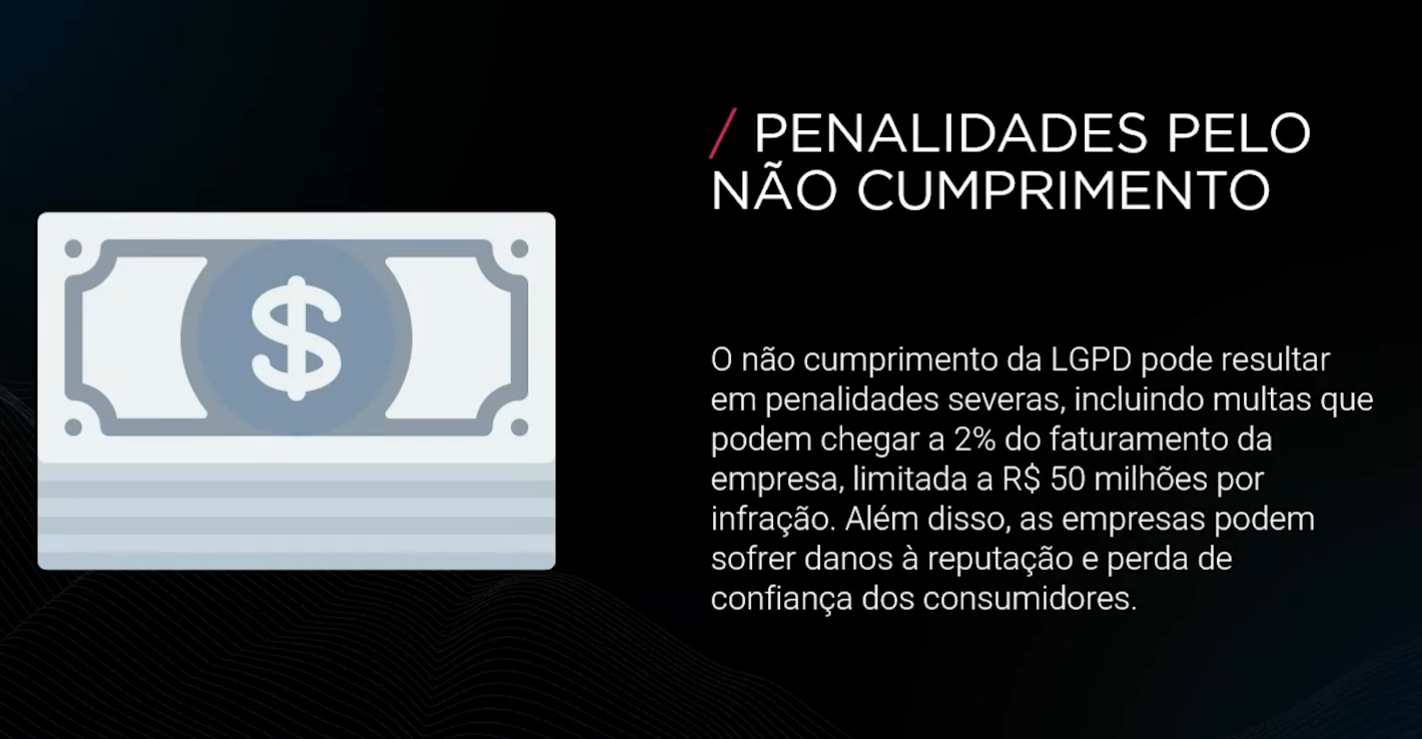 / PENALIDADES PELO
NÃO CUMPRIMENTO
$
O não cumprimento da LGPD pode resultar
em penalidades severas, incluindo multas que
podem chegar a 2% do faturamento da
empresa, limitada a R$ 50 milhões por
infração. Além disso, as empresas podem
sofrer danos à reputação e perda de
confiança dos consumidores.